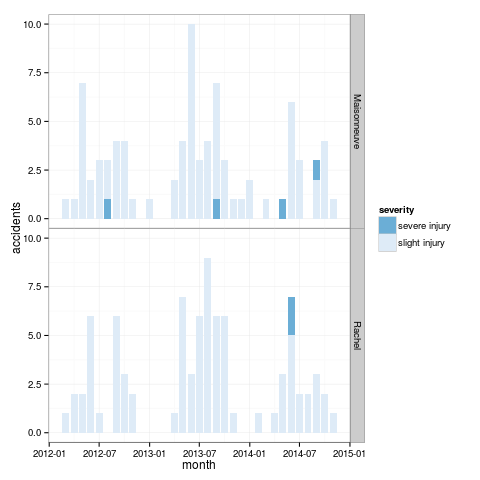 10.0
7.5
5.0
2.5
0.0
Maisonneuve
accidents
10.0
7.5
5.0
2.5
0.0
Rachel
2012-01 2012-07 2013-01 2013-07 2014-01 2014-07 2015-01
month
severity
severe injury
slight injury